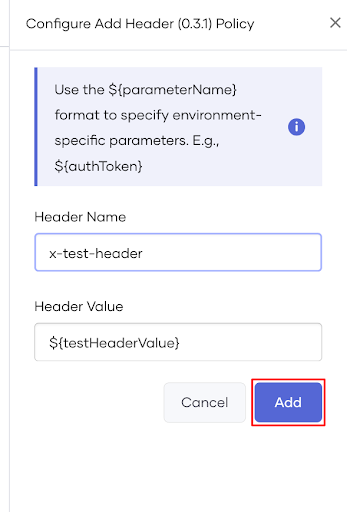 Configure Add Header (0.3.1) Policy
Use the ${parameterName}
format to specify environment-
specific parameters. E.g.,
${authToken}
Header Name
x-test-header
Header Value
${testHeaderValue}
Cancel
Add